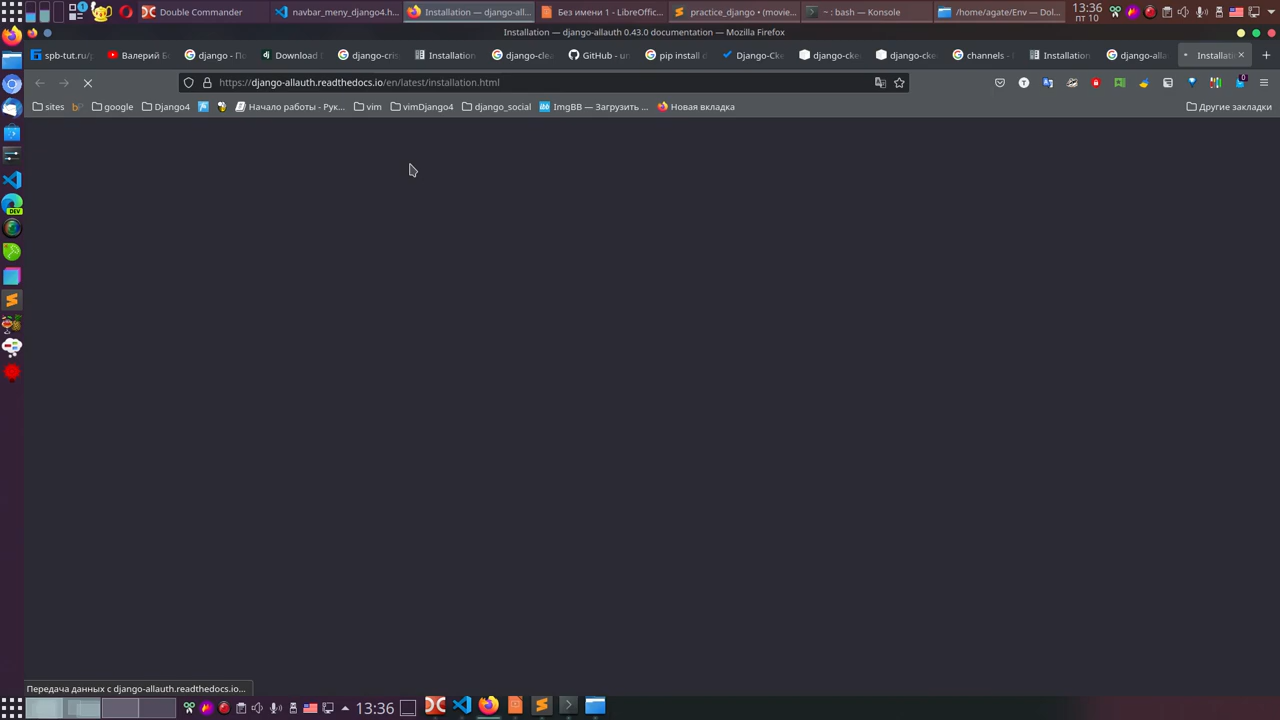 Double Commander
navbar_meny_django4.h...
Installation — django-all...
Без имени 1 - LibreOffic...
practice_django • (movie...
~ : bash — Konsole
/home/agate/Env — Dol...
13:36
пт 10
Installation — django-allauth 0.43.0 documentation — Mozilla Firefox
spb-tut.ru/p
Валерий Б
django - По
Download
django-cris
Installation
django-clea
GitHub - un
pip install d
Django-Cke
django-cke
django-cke
channels -
Installation
django-alla
Installati
https://django-allauth.readthedocs.io/en/latest/installation.html
sites
google
Django4
Начало работы - Рук...
vim
vimDjango4
django_social
ImgBB — Загрузить ...
Новая вкладка
Другие закладки
Передача данных с django-allauth.readthedocs.io...
13:36